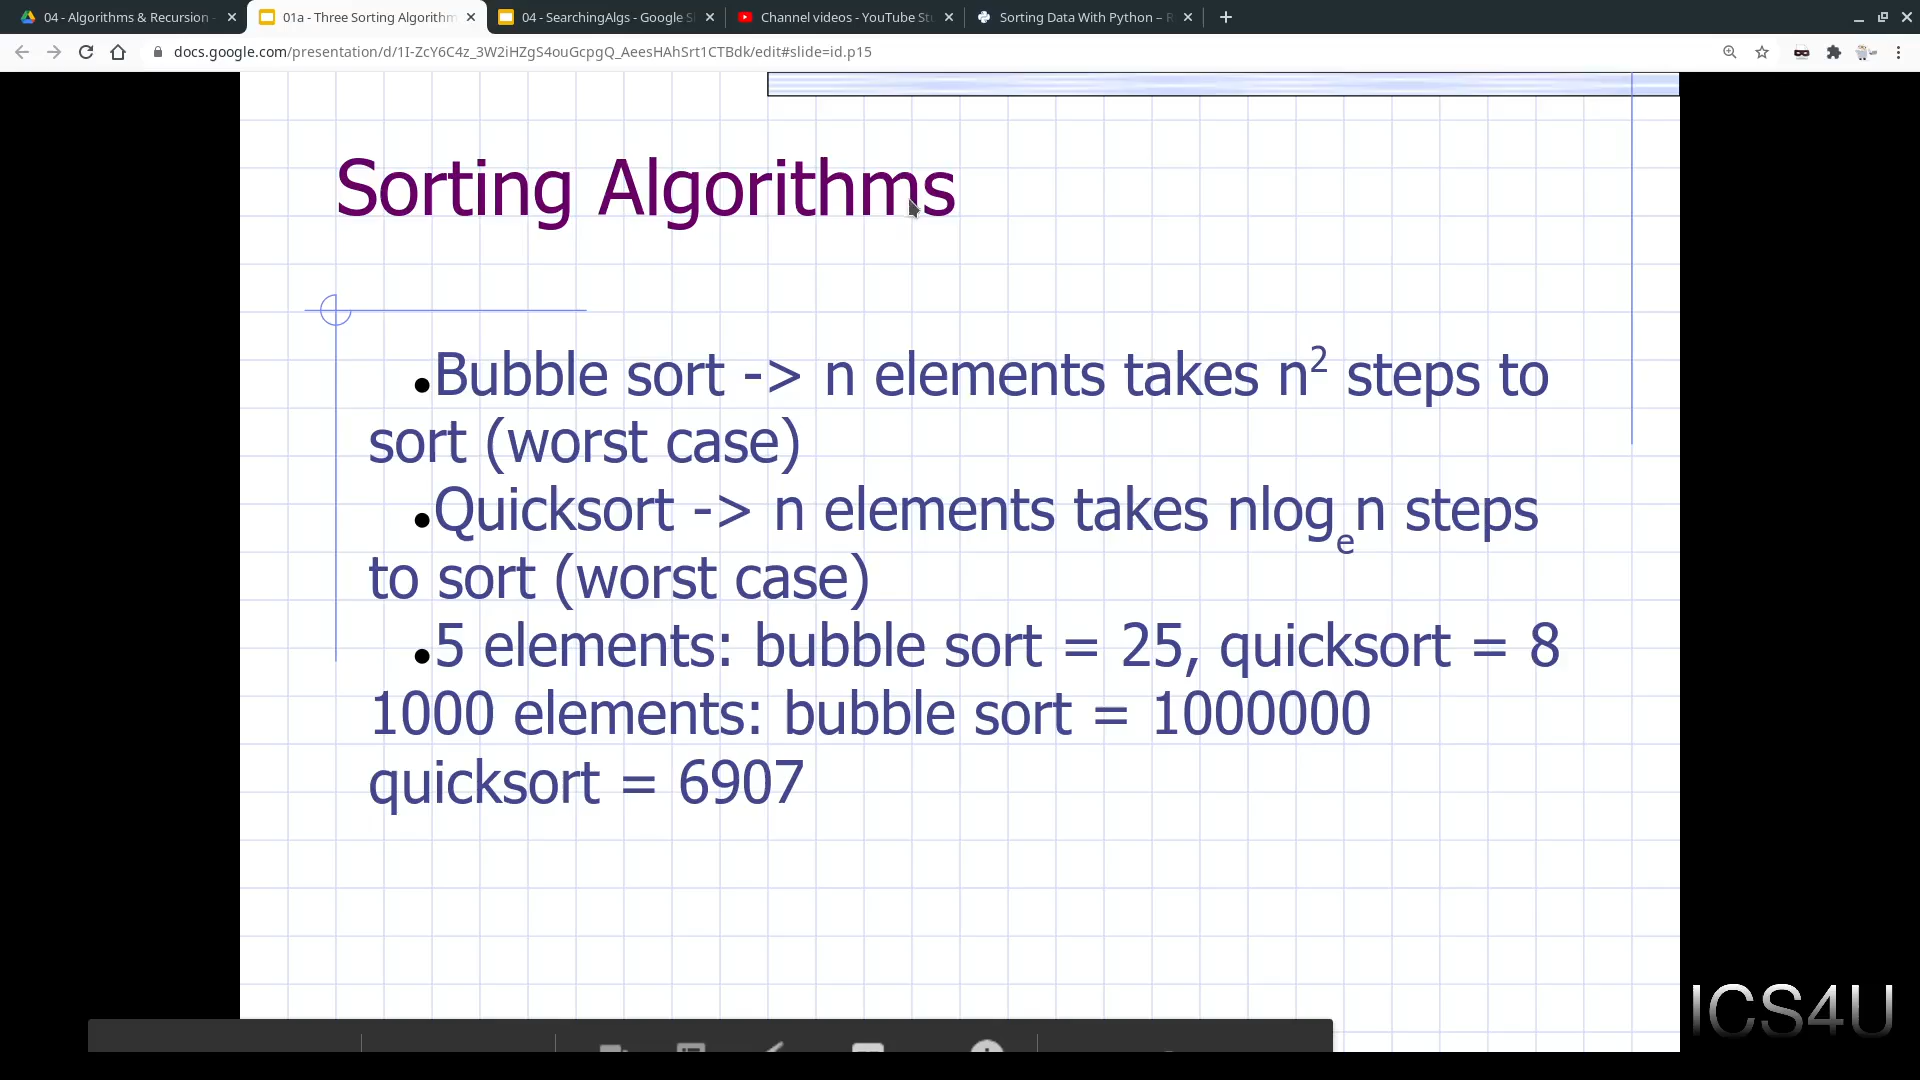 04 - Algorithms & Recursion -
01a - Three Sorting Algorithm
04 - SearchingAlgs - Google S
Channel videos - YouTube St
Sorting Data With Python – R
docs.google.com/presentation/d/1I-ZcY6C4z_3W2iHZgS4ouGcpgQ_AeesHAhSrt1CTBdk/edit#slide=id.p15
Sorting Algorithms
•Bubble sort -> n elements takes n² steps to
sort (worst case)
•Quicksort -> n elements takes nlogₑn steps
to sort (worst case)
•5 elements: bubble sort = 25, quicksort = 8
1000 elements: bubble sort = 1000000
quicksort = 6907
ICS4U